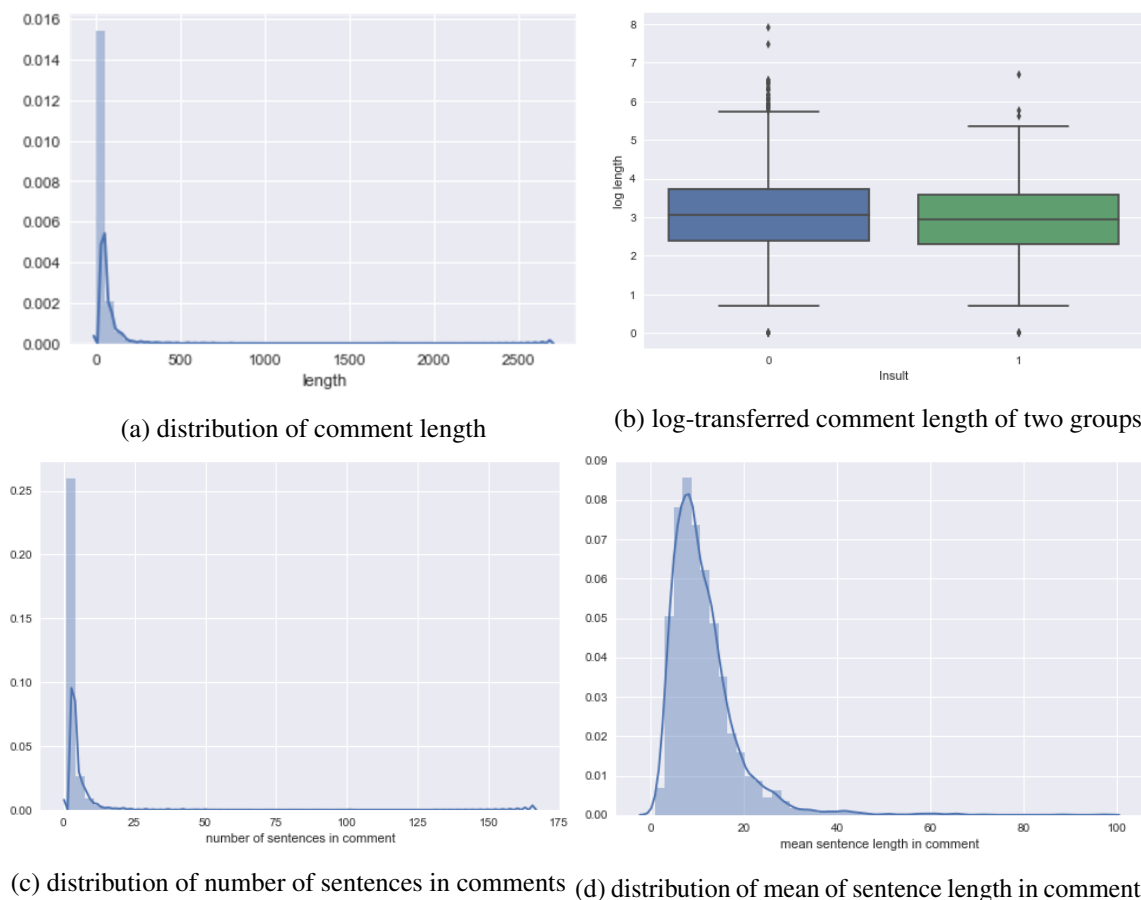 0.016
0.014
0.012
0.010
0.008
0.006
0.004
0.002
0.000
0 500 1000 1500 2000 2500
length
(a) distribution of comment length
8
7
6
5
4
3
2
1
0
log length
0 1
Insult
(b) log-transferred comment length of two groups
0.25
0.20
0.15
0.10
0.05
0.00
0 25 50 75 100 125 150 175
number of sentences in comment
(c) distribution of number of sentences in comments
0.09
0.08
0.07
0.06
0.05
0.04
0.03
0.02
0.01
0.00
0 20 40 60 80 100
mean sentence length in comment
(d) distribution of mean of sentence length in comment